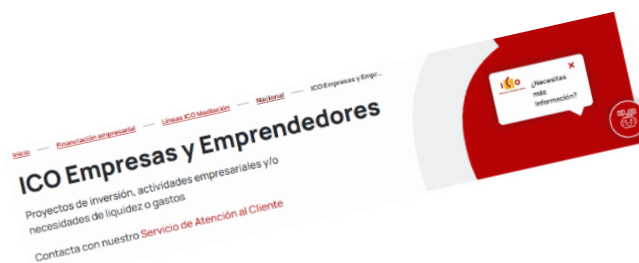 Inicio — Financiación empresarial — Líneas ICO Mediación — Nacional — ICO Empresas y Empr...
ICO Empresas y Emprendedores
Proyectos de inversión, actividades empresariales y/o
necesidades de liquidez o gastos
Contacta con nuestro Servicio de Atención al Cliente
ICO
¿Necesitas
más
información?